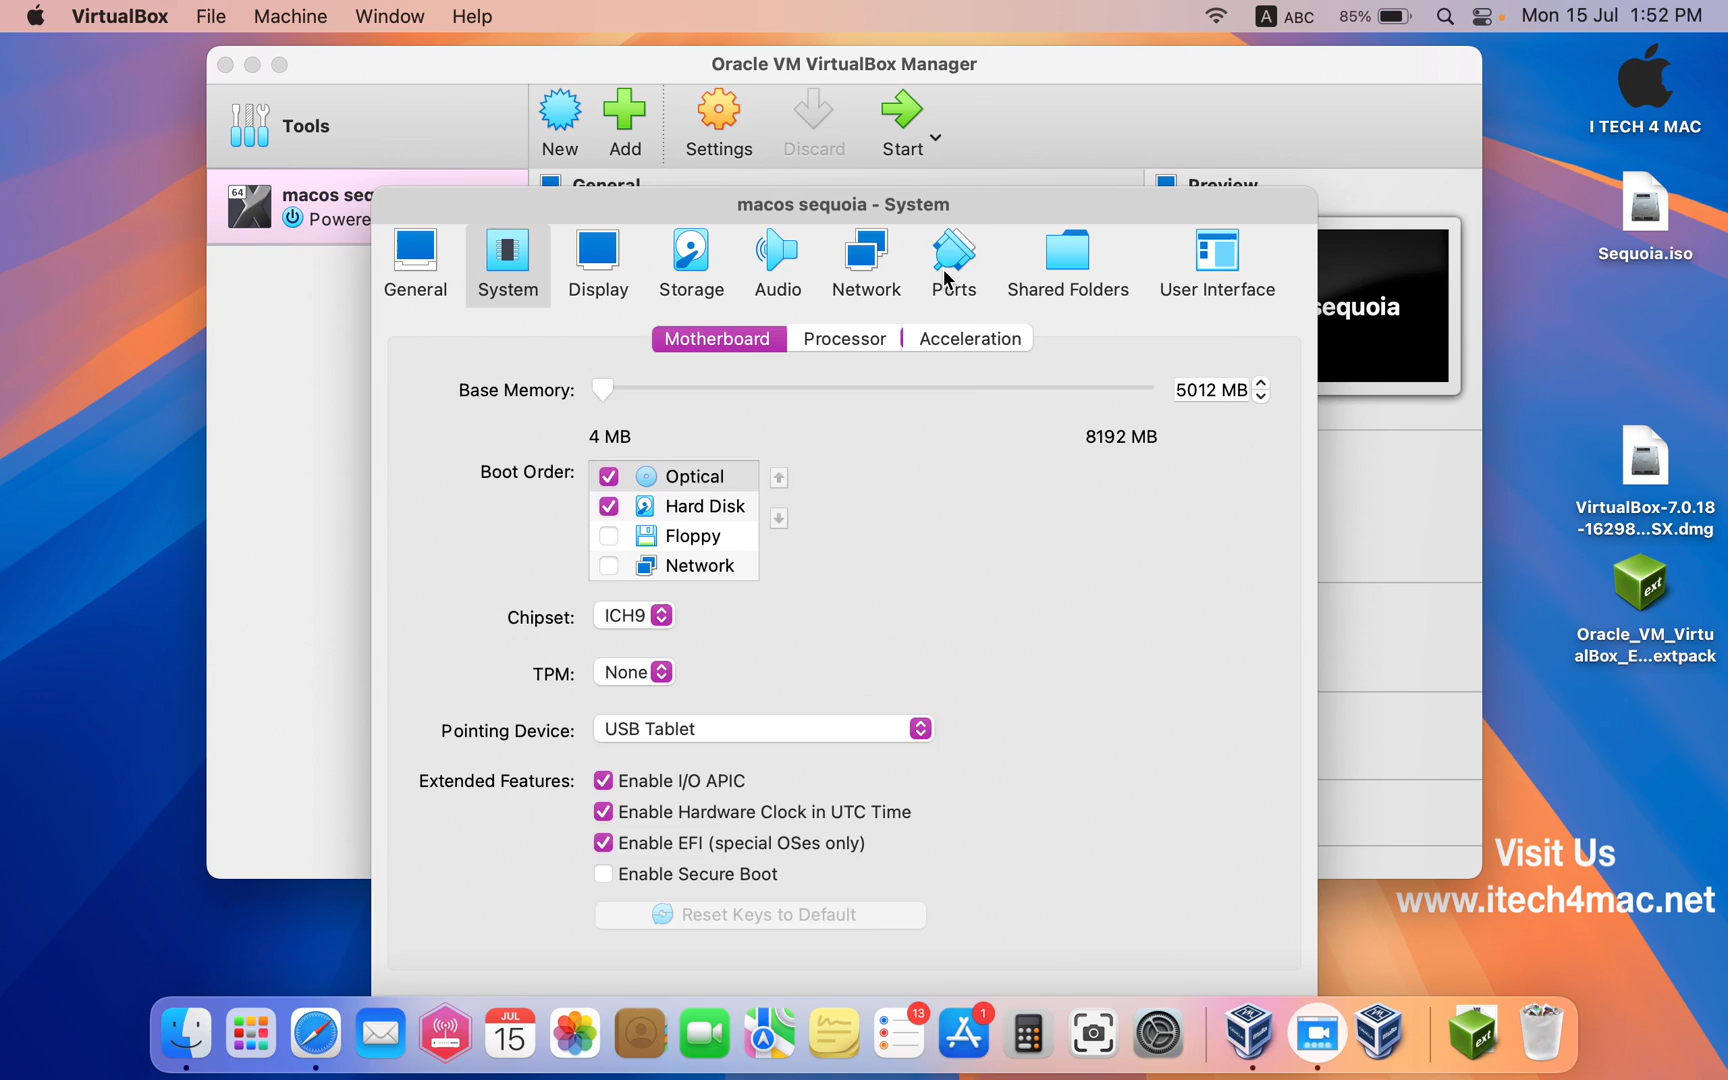 VirtualBox File Machine Window Help
A ABC 85% Mon 15 Jul 1:52 PM
Oracle VM VirtualBox Manager
Tools
New Add Settings Discard Start
General Preview
64
macos seq
Powere
sequoia
macos sequoia - System
General System Display Storage Audio Network Ports Shared Folders User Interface
Motherboard Processor Acceleration
Base Memory: 5012 MB
4 MB 8192 MB
Boot Order: Optical
Hard Disk
Floppy
Network
Chipset: ICH9
TPM: None
Pointing Device: USB Tablet
Extended Features: Enable I/O APIC
Enable Hardware Clock in UTC Time
Enable EFI (special OSes only)
Enable Secure Boot
Reset Keys to Default
I TECH 4 MAC
Sequoia.iso
VirtualBox-7.0.18
-16298...SX.dmg
ext
Oracle_VM_Virtu
alBox_E...extpack
Visit Us
www.itech4mac.net
JUL
15
13
1
ext